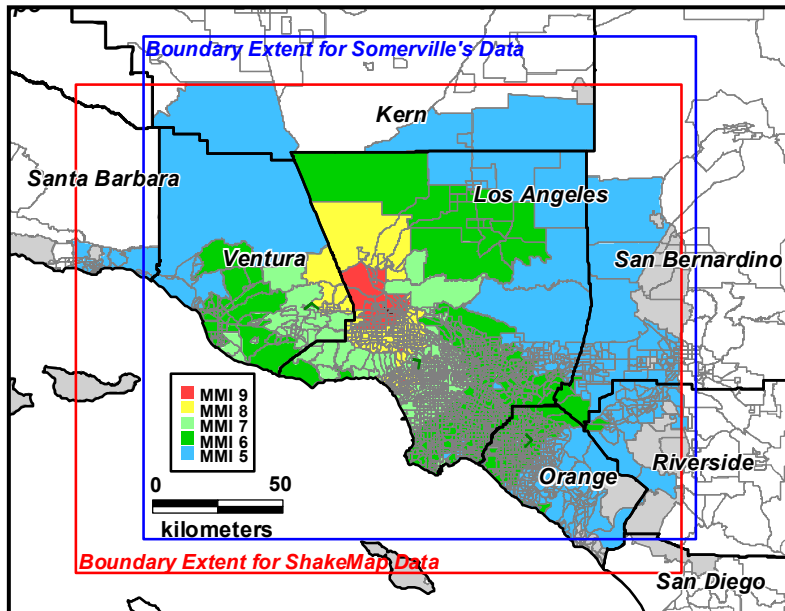 Boundary Extent for Somerville's Data
Kern
Santa Barbara
Los Angeles
Ventura
San Bernardino
MMI 9
MMI 8
MMI 7
MMI 6
MMI 5
Riverside
Orange
0 50
kilometers
Boundary Extent for ShakeMap Data
San Diego